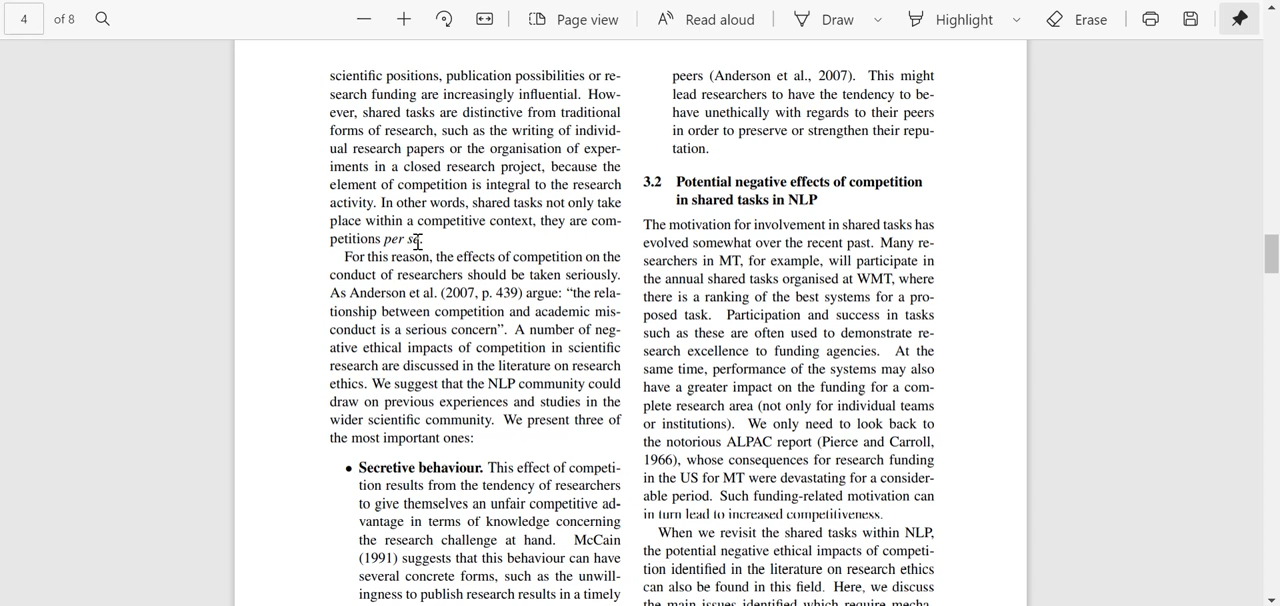 4 of 8 Page view Read aloud Draw Highlight Erase
scientific positions, publication possibilities or re-
search funding are increasingly influential. How-
ever, shared tasks are distinctive from traditional
forms of research, such as the writing of individ-
ual research papers or the organisation of exper-
iments in a closed research project, because the
element of competition is integral to the research
activity. In other words, shared tasks not only take
place within a competitive context, they are com-
petitions per se.
For this reason, the effects of competition on the
conduct of researchers should be taken seriously.
As Anderson et al. (2007, p. 439) argue: “the rela-
tionship between competition and academic mis-
conduct is a serious concern”. A number of neg-
ative ethical impacts of competition in scientific
research are discussed in the literature on research
ethics. We suggest that the NLP community could
draw on previous experiences and studies in the
wider scientific community. We present three of
the most important ones:
• Secretive behaviour. This effect of competi-
tion results from the tendency of researchers
to give themselves an unfair competitive ad-
vantage in terms of knowledge concerning
the research challenge at hand. McCain
(1991) suggests that this behaviour can have
several concrete forms, such as the unwill-
ingness to publish research results in a timely
peers (Anderson et al., 2007). This might
lead researchers to have the tendency to be-
have unethically with regards to their peers
in order to preserve or strengthen their repu-
tation.
3.2 Potential negative effects of competition
in shared tasks in NLP
The motivation for involvement in shared tasks has
evolved somewhat over the recent past. Many re-
searchers in MT, for example, will participate in
the annual shared tasks organised at WMT, where
there is a ranking of the best systems for a pro-
posed task. Participation and success in tasks
such as these are often used to demonstrate re-
search excellence to funding agencies. At the
same time, performance of the systems may also
have a greater impact on the funding for a com-
plete research area (not only for individual teams
or institutions). We only need to look back to
the notorious ALPAC report (Pierce and Carroll,
1966), whose consequences for research funding
in the US for MT were devastating for a consider-
able period. Such funding-related motivation can
in turn lead to increased competitiveness.
When we revisit the shared tasks within NLP,
the potential negative ethical impacts of competi-
tion identified in the literature on research ethics
can also be found in this field. Here, we discuss
the main issues identified which require mecha-